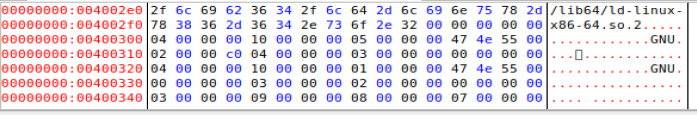 00000000:004002e0 2f 6c 69 62 36 34 2f 6c 64 2d 6c 69 6e 75 78 2d /lib64/ld-linux-
00000000:004002f0 78 38 36 2d 36 34 2e 73 6f 2e 32 00 00 00 00 00 x86-64.so.2.....
00000000:00400300 04 00 00 00 10 00 00 00 05 00 00 00 47 4e 55 00 ............GNU.
00000000:00400310 02 00 00 c0 04 00 00 00 03 00 00 00 00 00 00 00 ...�............
00000000:00400320 04 00 00 00 10 00 00 00 01 00 00 00 47 4e 55 00 ............GNU.
00000000:00400330 00 00 00 00 03 00 00 00 02 00 00 00 00 00 00 00 ................
00000000:00400340 03 00 00 00 09 00 00 00 08 00 00 00 07 00 00 00 .... ...........